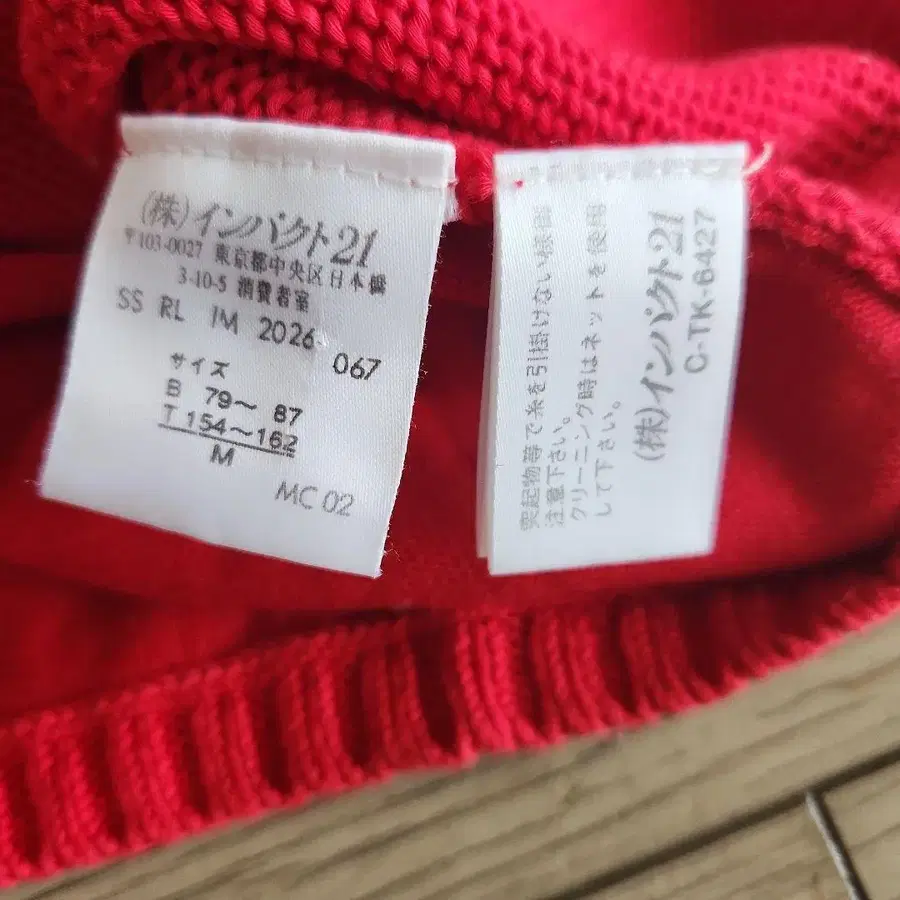 (株)インパクト21
〒103-0027 東京都中央区日本橋
3-10-5 消費者室
SS RL IM 2026
067
サイズ
B 79〜 87
T 154〜162
M
MC 02
突起物等で糸を引掛けない様御
注意下さい。
クリーニング時はネットを使用
して下さい。
(株)インパクト21
C-TK-6427